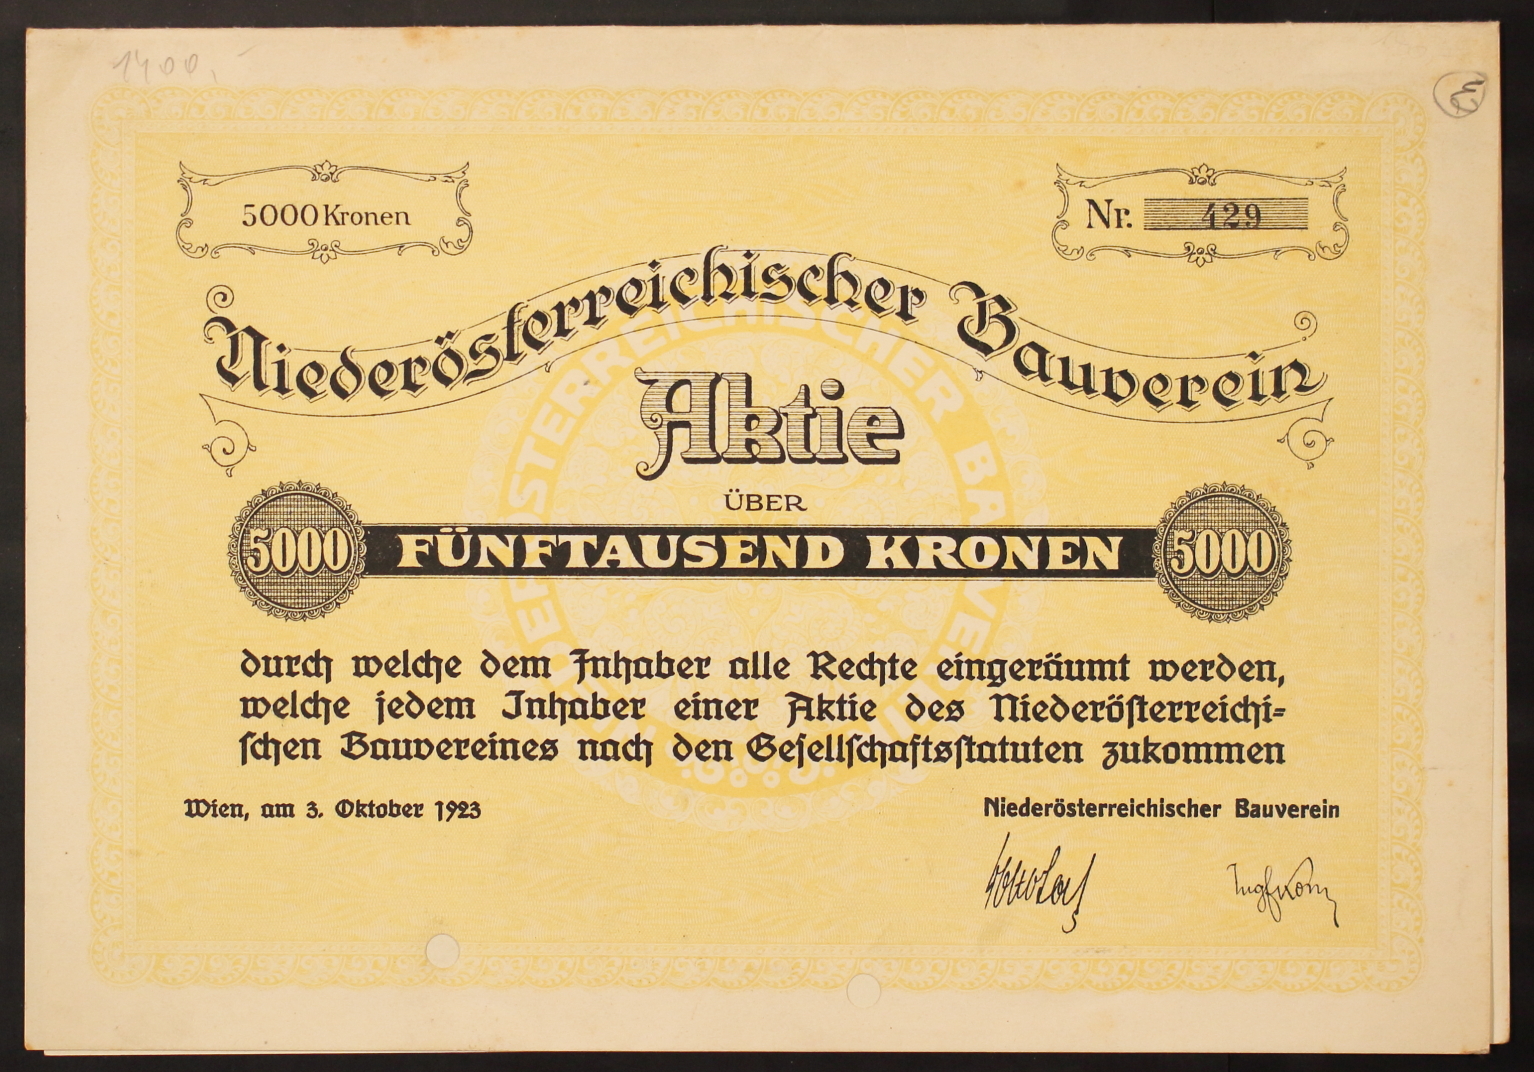 1400,-
5000 Kronen
Nr. 429
Niederösterreichischer Bauverein
NIEDERÖSTERREICHISCHER BAUVEREIN
Aktie
ÜBER
5000 FÜNFTAUSEND KRONEN 5000
durch welche dem Inhaber alle Rechte eingeräumt werden,
welche jedem Inhaber einer Aktie des Niederösterreichi-
schen Bauvereines nach den Gesellschaftsstatuten zukommen
Wien, am 3. Oktober 1923
Niederösterreichischer Bauverein